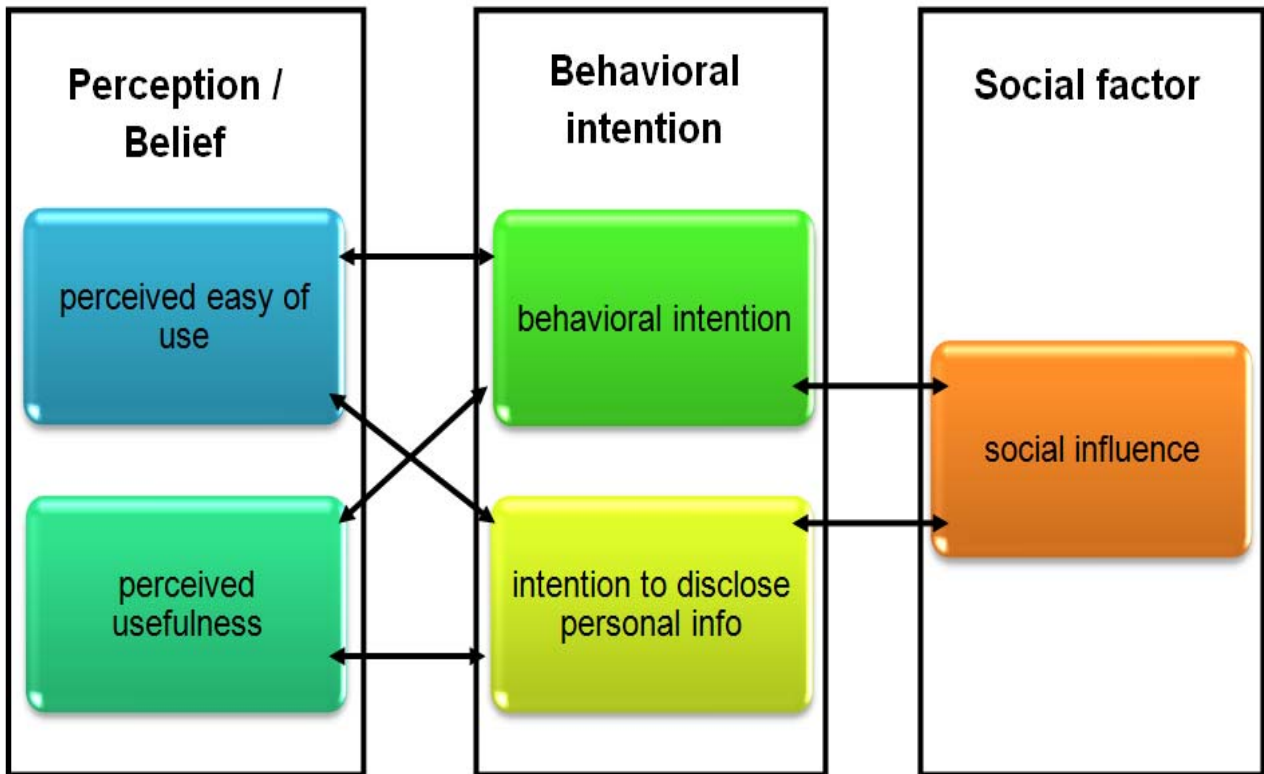 Perception /
Belief
perceived easy of
use
perceived
usefulness
Behavioral
intention
behavioral intention
intention to disclose
personal info
Social factor
social influence